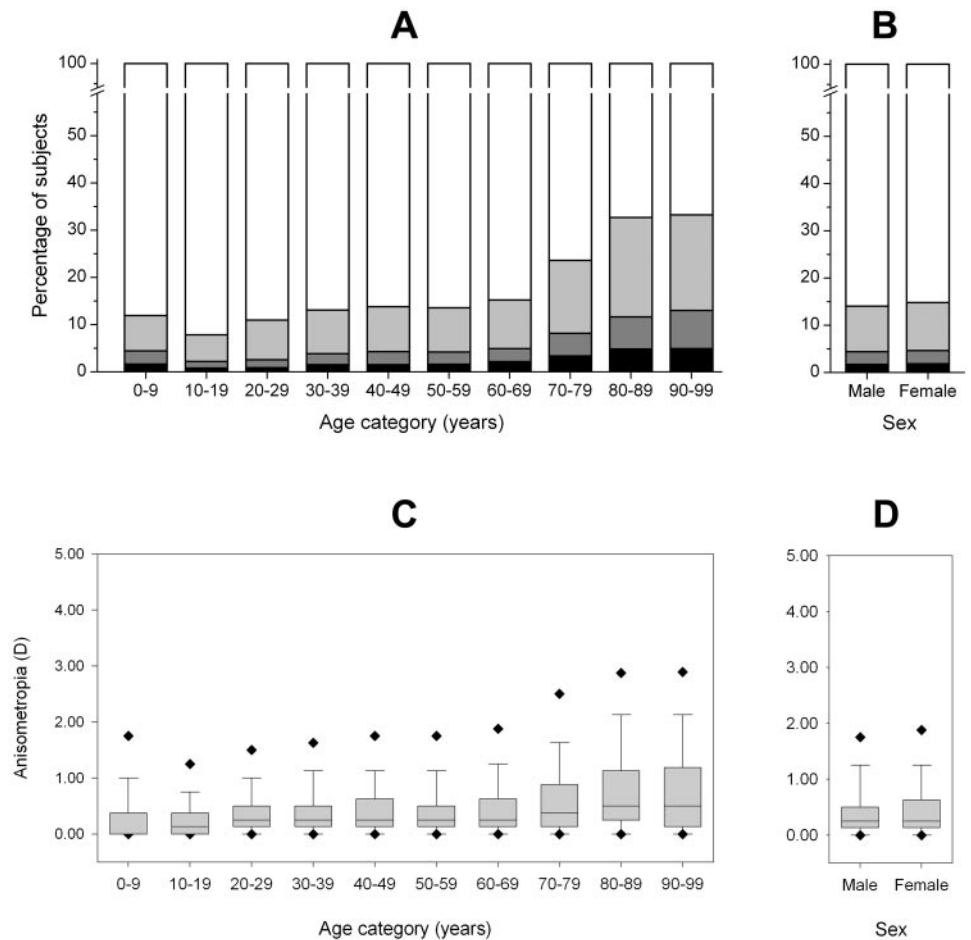 A
B
Percentage of subjects
100
50
40
30
20
10
0
0-9 10-19 20-29 30-39 40-49 50-59 60-69 70-79 80-89 90-99
Age category (years)
100
50
40
30
20
10
0
Male Female
Sex
C
D
Anisometropia (D)
5.00
4.00
3.00
2.00
1.00
0.00
0-9 10-19 20-29 30-39 40-49 50-59 60-69 70-79 80-89 90-99
Age category (years)
5.00
4.00
3.00
2.00
1.00
0.00
Male Female
Sex